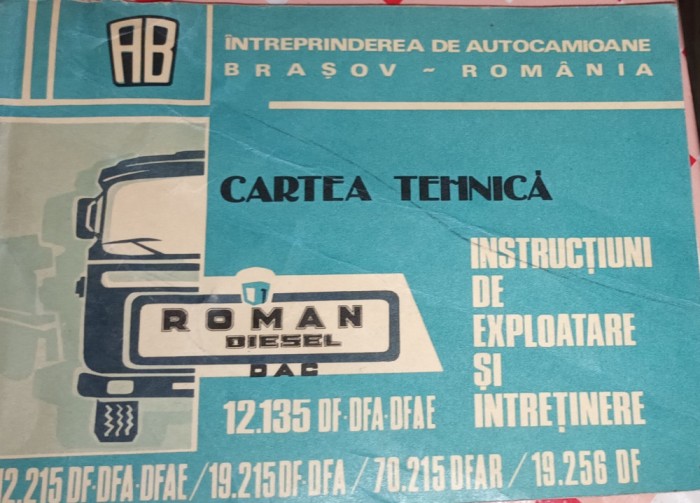 AB
ÎNTREPRINDEREA DE AUTOCAMIOANE
BRAȘOV - ROMÂNIA
CARTEA TEHNICĂ
INSTRUCȚIUNI
DE
EXPLOATARE
ȘI
ÎNTREȚINERE
ROMAN
DIESEL
DAC
12.135 DF·DFA·DFAE
12.215 DF·DFA·DFAE / 19.215 DF·DFA / 70.215 DFAR / 19.256 DF